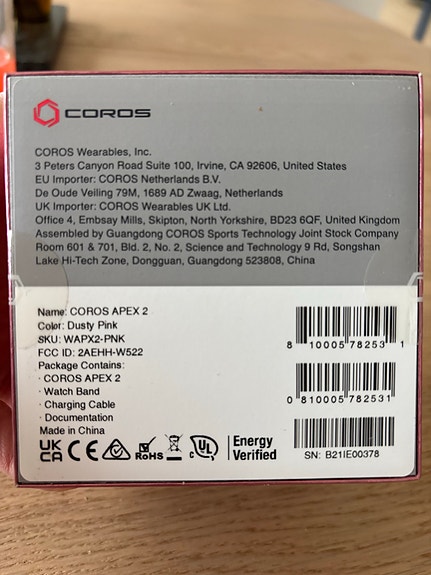 COROS
COROS Wearables, Inc.
3 Peters Canyon Road Suite 100, Irvine, CA 92606, United States
EU Importer: COROS Netherlands B.V.
De Oude Veiling 79M, 1689 AD Zwaag, Netherlands
UK Importer: COROS Wearables UK Ltd.
Office 4, Embsay Mills, Skipton, North Yorkshire, BD23 6QF, United Kingdom
Assembled by Guangdong COROS Sports Technology Joint Stock Company
Room 601 & 701, Bld. 2, No. 2, Science and Technology 9 Rd, Songshan
Lake Hi-Tech Zone, Dongguan, Guangdong 523808, China
Name: COROS APEX 2
Color: Dusty Pink
SKU: WAPX2-PNK
FCC ID: 2AEHH-W522
Package Contains:
· COROS APEX 2
· Watch Band
· Charging Cable
· Documentation
Made in China
8 10005 78253 1
0 810005 782531
SN: B21IE00378
UK CA CE RoHS c UL Energy Verified